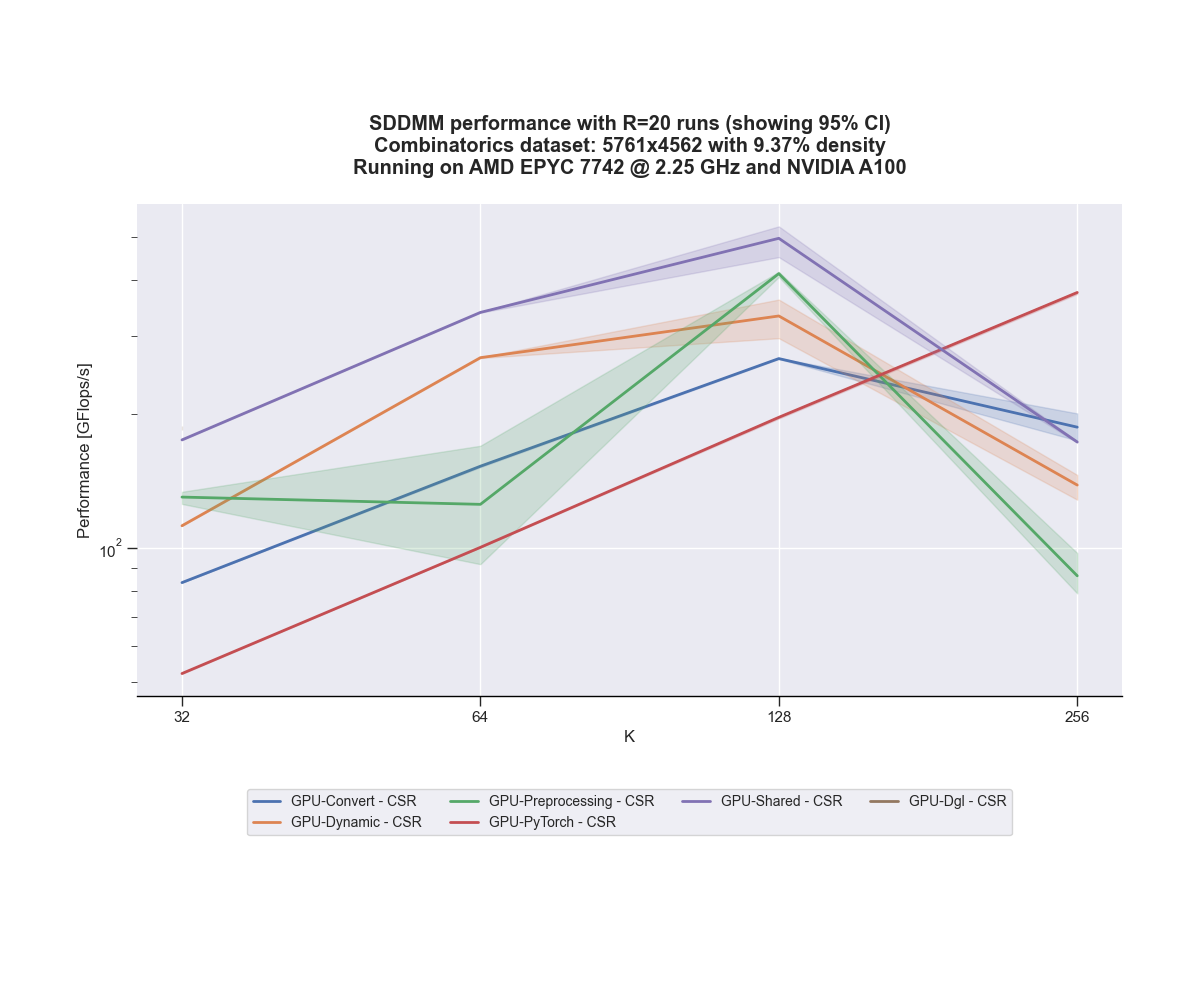 SDDMM performance with R=20 runs (showing 95% CI)
Combinatorics dataset: 5761x4562 with 9.37% density
Running on AMD EPYC 7742 @ 2.25 GHz and NVIDIA A100
Performance [GFlops/s]
10²
32 64 128 256
K
GPU-Convert - CSR GPU-Preprocessing - CSR GPU-Shared - CSR GPU-Dgl - CSR
GPU-Dynamic - CSR GPU-PyTorch - CSR